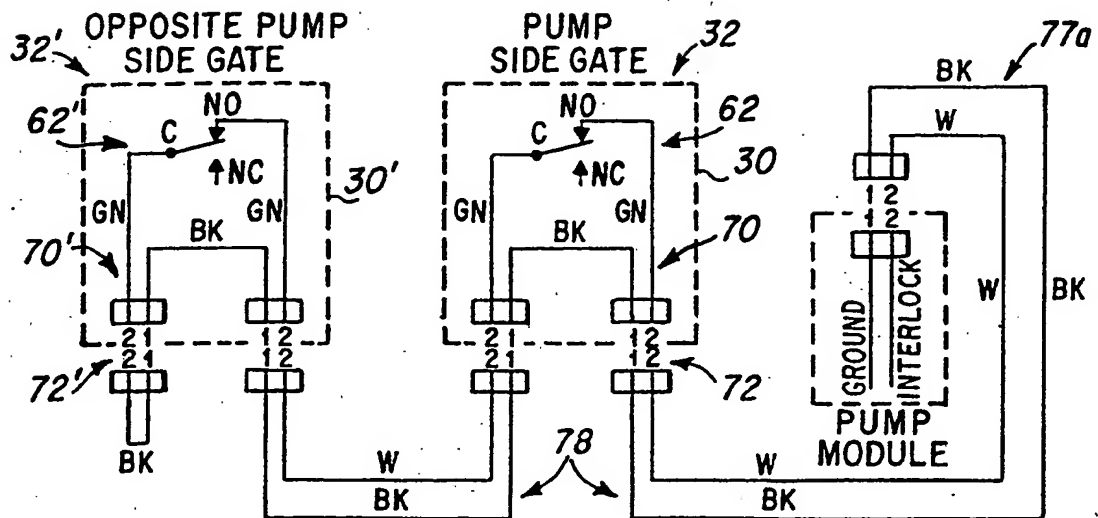 OPPOSITE PUMP
SIDE GATE
32'
62'
C
NO
NC
30'
GN
GN
BK
70'
2 1
1 2
2 1
1 2
72'
BK
W
BK
PUMP
SIDE GATE
32
C
NO
NC
62
30
GN
GN
BK
70
2 1
1 2
2 1
1 2
72
78
W
BK
77a
BK
W
1 2
1 2
GROUND
INTERLOCK
PUMP
MODULE
W
BK